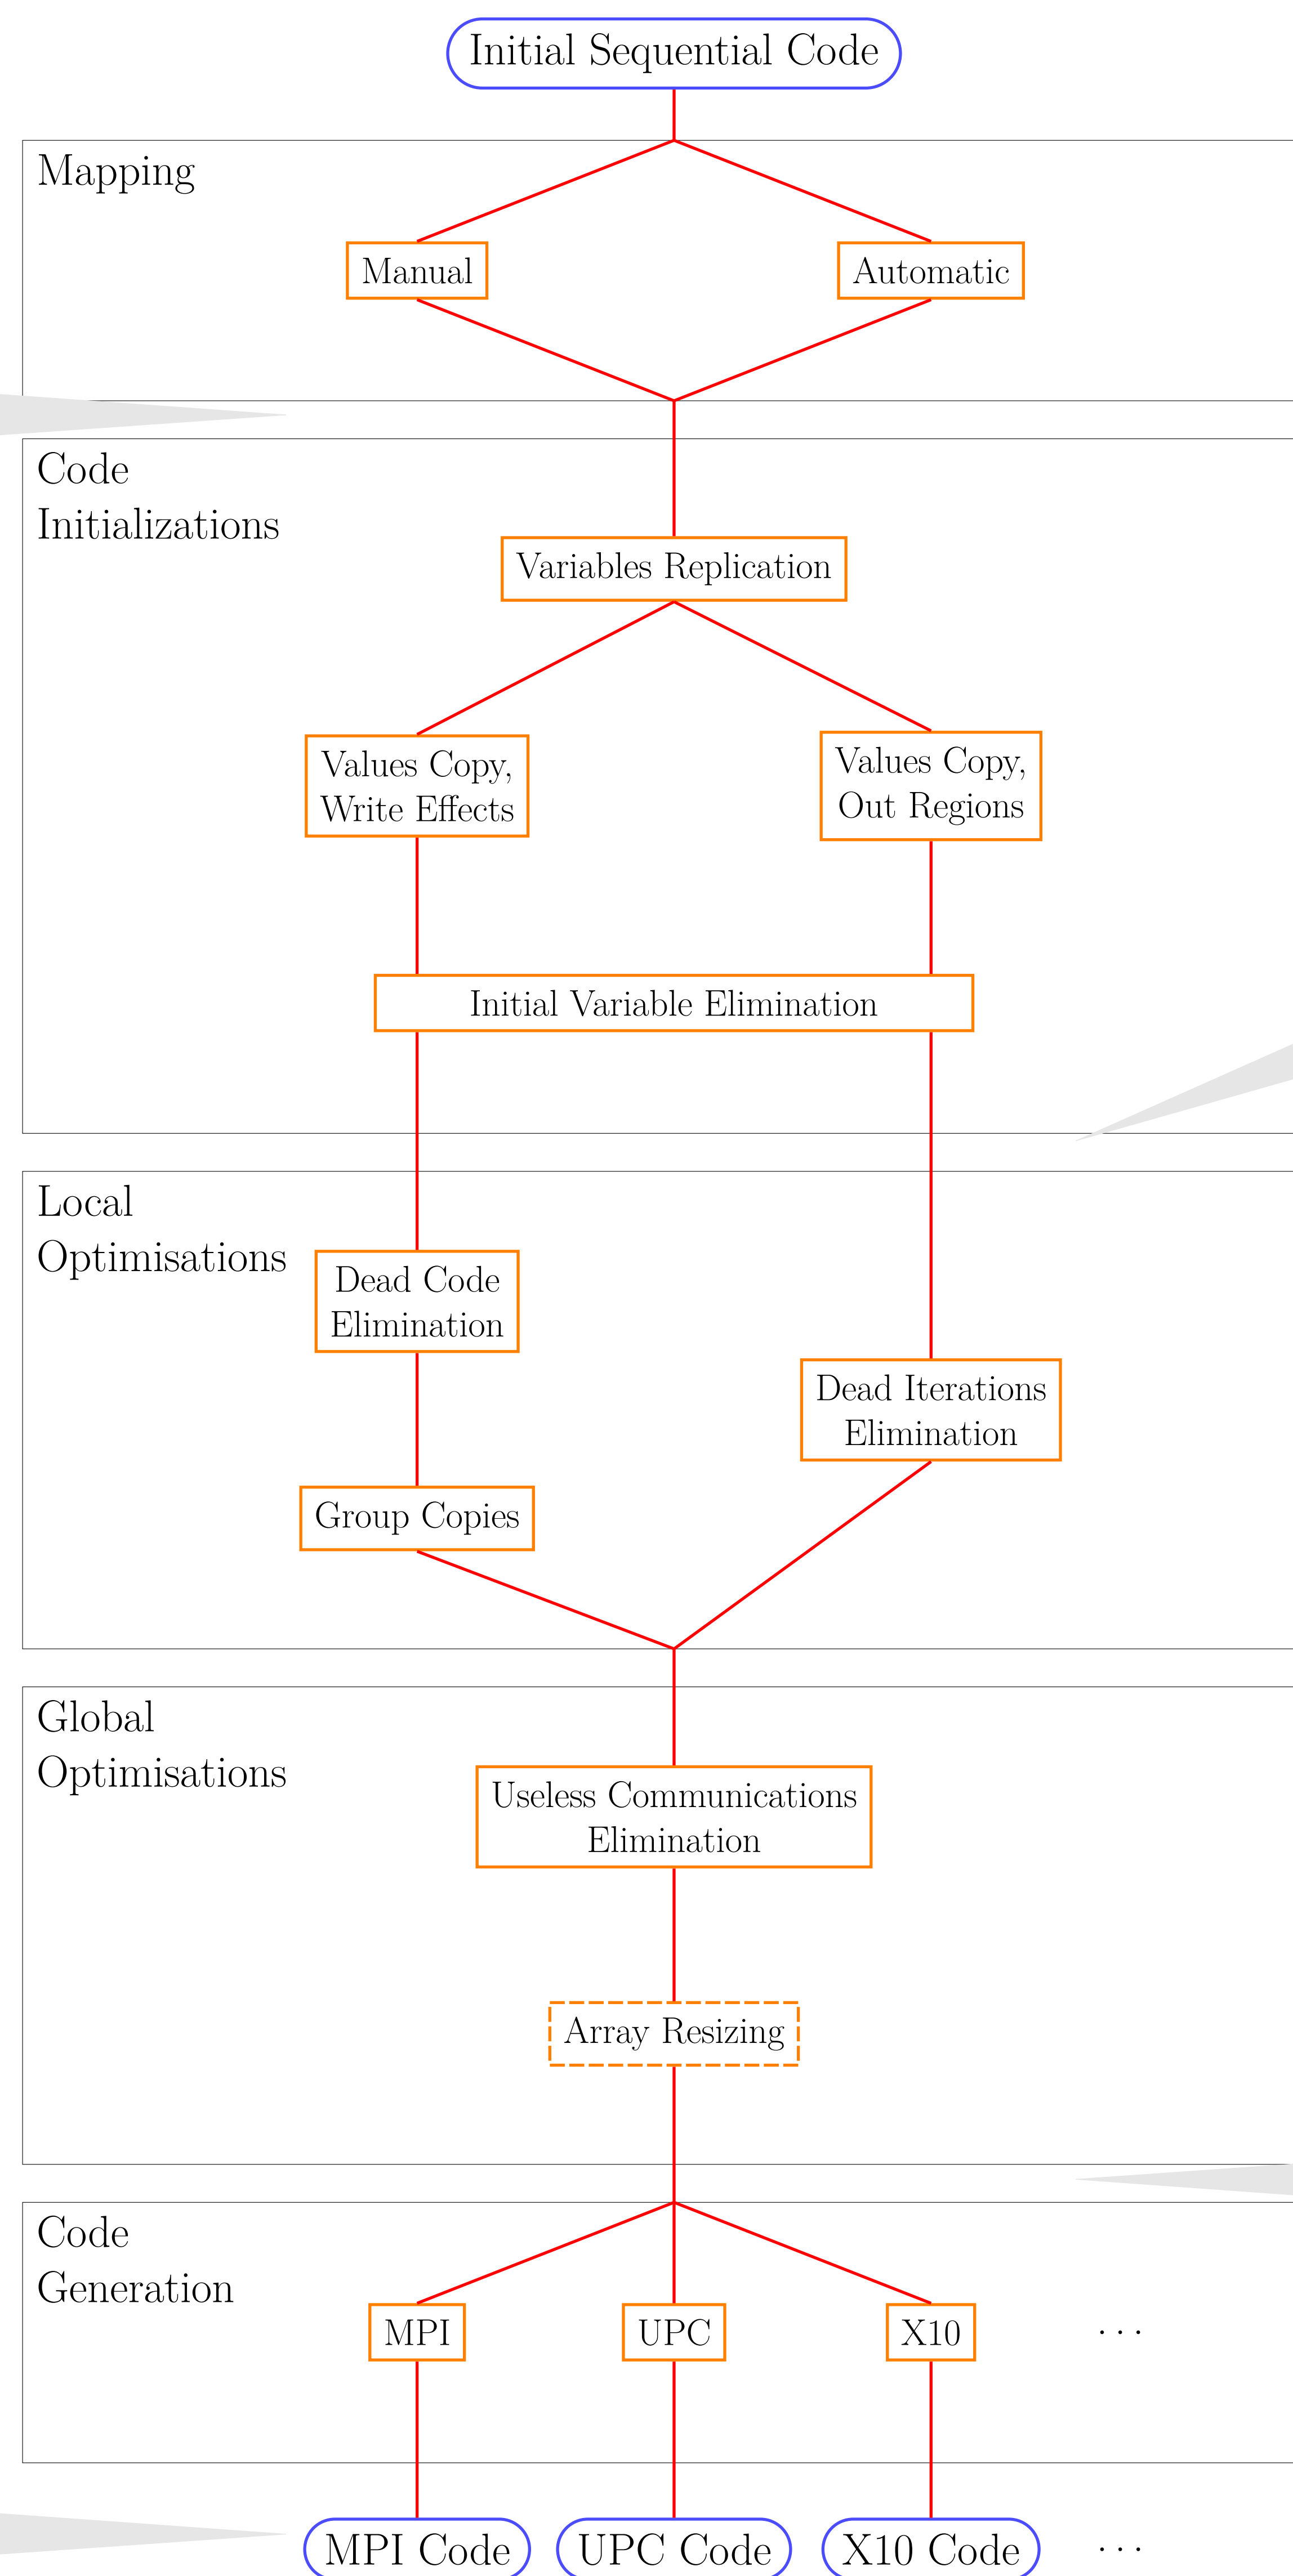 Initial Sequential Code
Mapping
Manual
Automatic
Code
Initializations
Variables Replication
Values Copy,
Write Effects
Values Copy,
Out Regions
Initial Variable Elimination
Local
Optimisations
Dead Code
Elimination
Dead Iterations
Elimination
Group Copies
Global
Optimisations
Useless Communications
Elimination
Array Resizing
Code
Generation
MPI
UPC
X10
...
MPI Code
UPC Code
X10 Code
...